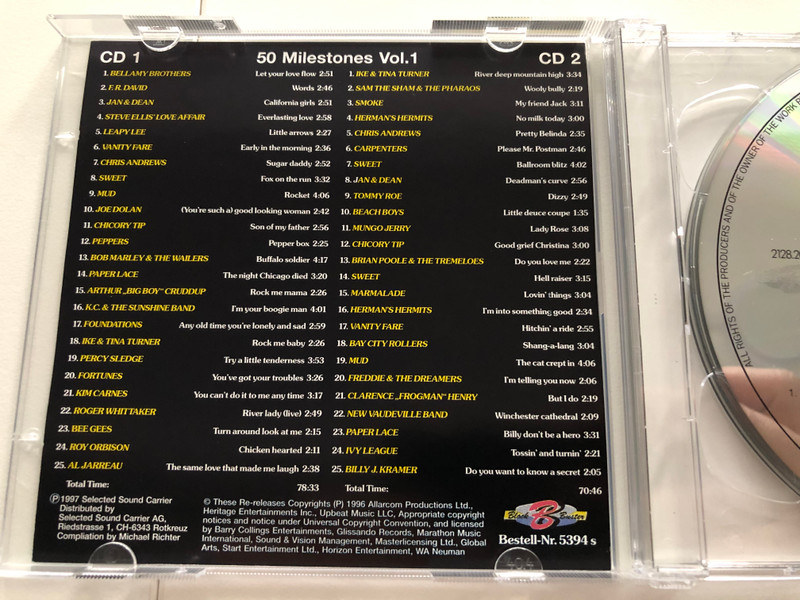 CD 1 50 Milestones Vol.1 CD 2
1. BELLAMY BROTHERS Let your love flow 2:51
2. F.R. DAVID Words 2:46
3. JAN & DEAN California girls 2:51
4. STEVE ELLIS' LOVE AFFAIR Everlasting love 2:58
5. LEAPY LEE Little arrows 2:27
6. VANITY FARE Early in the morning 2:36
7. CHRIS ANDREWS Sugar daddy 2:52
8. SWEET Fox on the run 3:32
9. MUD Rocket 4:06
10. JOE DOLAN (You're such a) good looking woman 2:42
11. CHICORY TIP Son of my father 2:56
12. PEPPERS Pepper box 2:25
13. BOB MARLEY & THE WAILERS Buffalo soldier 4:17
14. PAPER LACE The night Chicago died 3:20
15. ARTHUR „BIG BOY" CRUDDUP Rock me mama 2:26
16. K.C. & THE SUNSHINE BAND I'm your boogie man 4:01
17. FOUNDATIONS Any old time you're lonely and sad 2:59
18. IKE & TINA TURNER Rock me baby 2:26
19. PERCY SLEDGE Try a little tenderness 3:53
20. FORTUNES You've got your troubles 3:26
21. KIM CARNES You can't do it to me any time 3:17
22. ROGER WHITTAKER River lady (live) 2:49
23. BEE GEES Turn around look at me 2:15
24. ROY ORBISON Chicken hearted 2:11
25. AL JARREAU The same love that made me laugh 2:38
Total Time: 78:33
1. IKE & TINA TURNER River deep mountain high 3:34
2. SAM THE SHAM & THE PHARAOS Wooly bully 2:19
3. SMOKE My friend Jack 3:11
4. HERMAN'S HERMITS No milk today 3:00
5. CHRIS ANDREWS Pretty Belinda 2:35
6. CARPENTERS Please Mr. Postman 2:46
7. SWEET Ballroom blitz 4:02
8. JAN & DEAN Deadman's curve 2:56
9. TOMMY ROE Dizzy 2:49
10. BEACH BOYS Little deuce coupe 1:35
11. MUNGO JERRY Lady Rose 3:08
12. CHICORY TIP Good grief Christina 3:00
13. BRIAN POOLE & THE TREMELOES Do you love me 2:22
14. SWEET Hell raiser 3:15
15. MARMALADE Lovin' things 3:04
16. HERMAN'S HERMITS I'm into something good 2:34
17. VANITY FARE Hitchin' a ride 2:55
18. BAY CITY ROLLERS Shang-a-lang 3:04
19. MUD The cat crept in 4:06
20. FREDDIE & THE DREAMERS I'm telling you now 2:06
21. CLARENCE „FROGMAN" HENRY But I do 2:19
22. NEW VAUDEVILLE BAND Winchester cathedral 2:09
23. PAPER LACE Billy don't be a hero 3:31
24. IVY LEAGUE Tossin' and turnin' 2:21
25. BILLY J. KRAMER Do you want to know a secret 2:05
Total Time: 70:46
Ⓟ 1997 Selected Sound Carrier
Distributed by
Selected Sound Carrier AG,
Riedstrasse 1, CH-6343 Rotkreuz
Compliation by Michael Richter
© These Re-releases Copyrights (P) 1996 Allarcom Productions Ltd.,
Heritage Entertainments Inc., Upbeat Music LLC, Appropriate copyright
notices and notice under Universal Copyright Convention, and licensed
by Barry Collings Entertainments, Glissando Records, Marathon Music
International, Sound & Vision Management, Masterlicensing Ltd., Global
Arts, Start Entertainment Ltd., Horizon Entertainment, WA Neuman
Block B Buster
Bestell-Nr. 5394 s
ALL RIGHTS OF THE PRODUCERS AND OF THE OWNER OF THE WORK
2128.2
1.